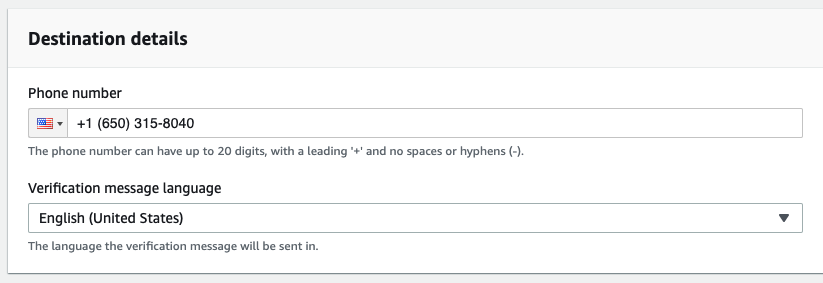 Destination details
Phone number
+1 (650) 315-8040
The phone number can have up to 20 digits, with a leading '+' and no spaces or hyphens (-).
Verification message language
English (United States)
The language the verification message will be sent in.